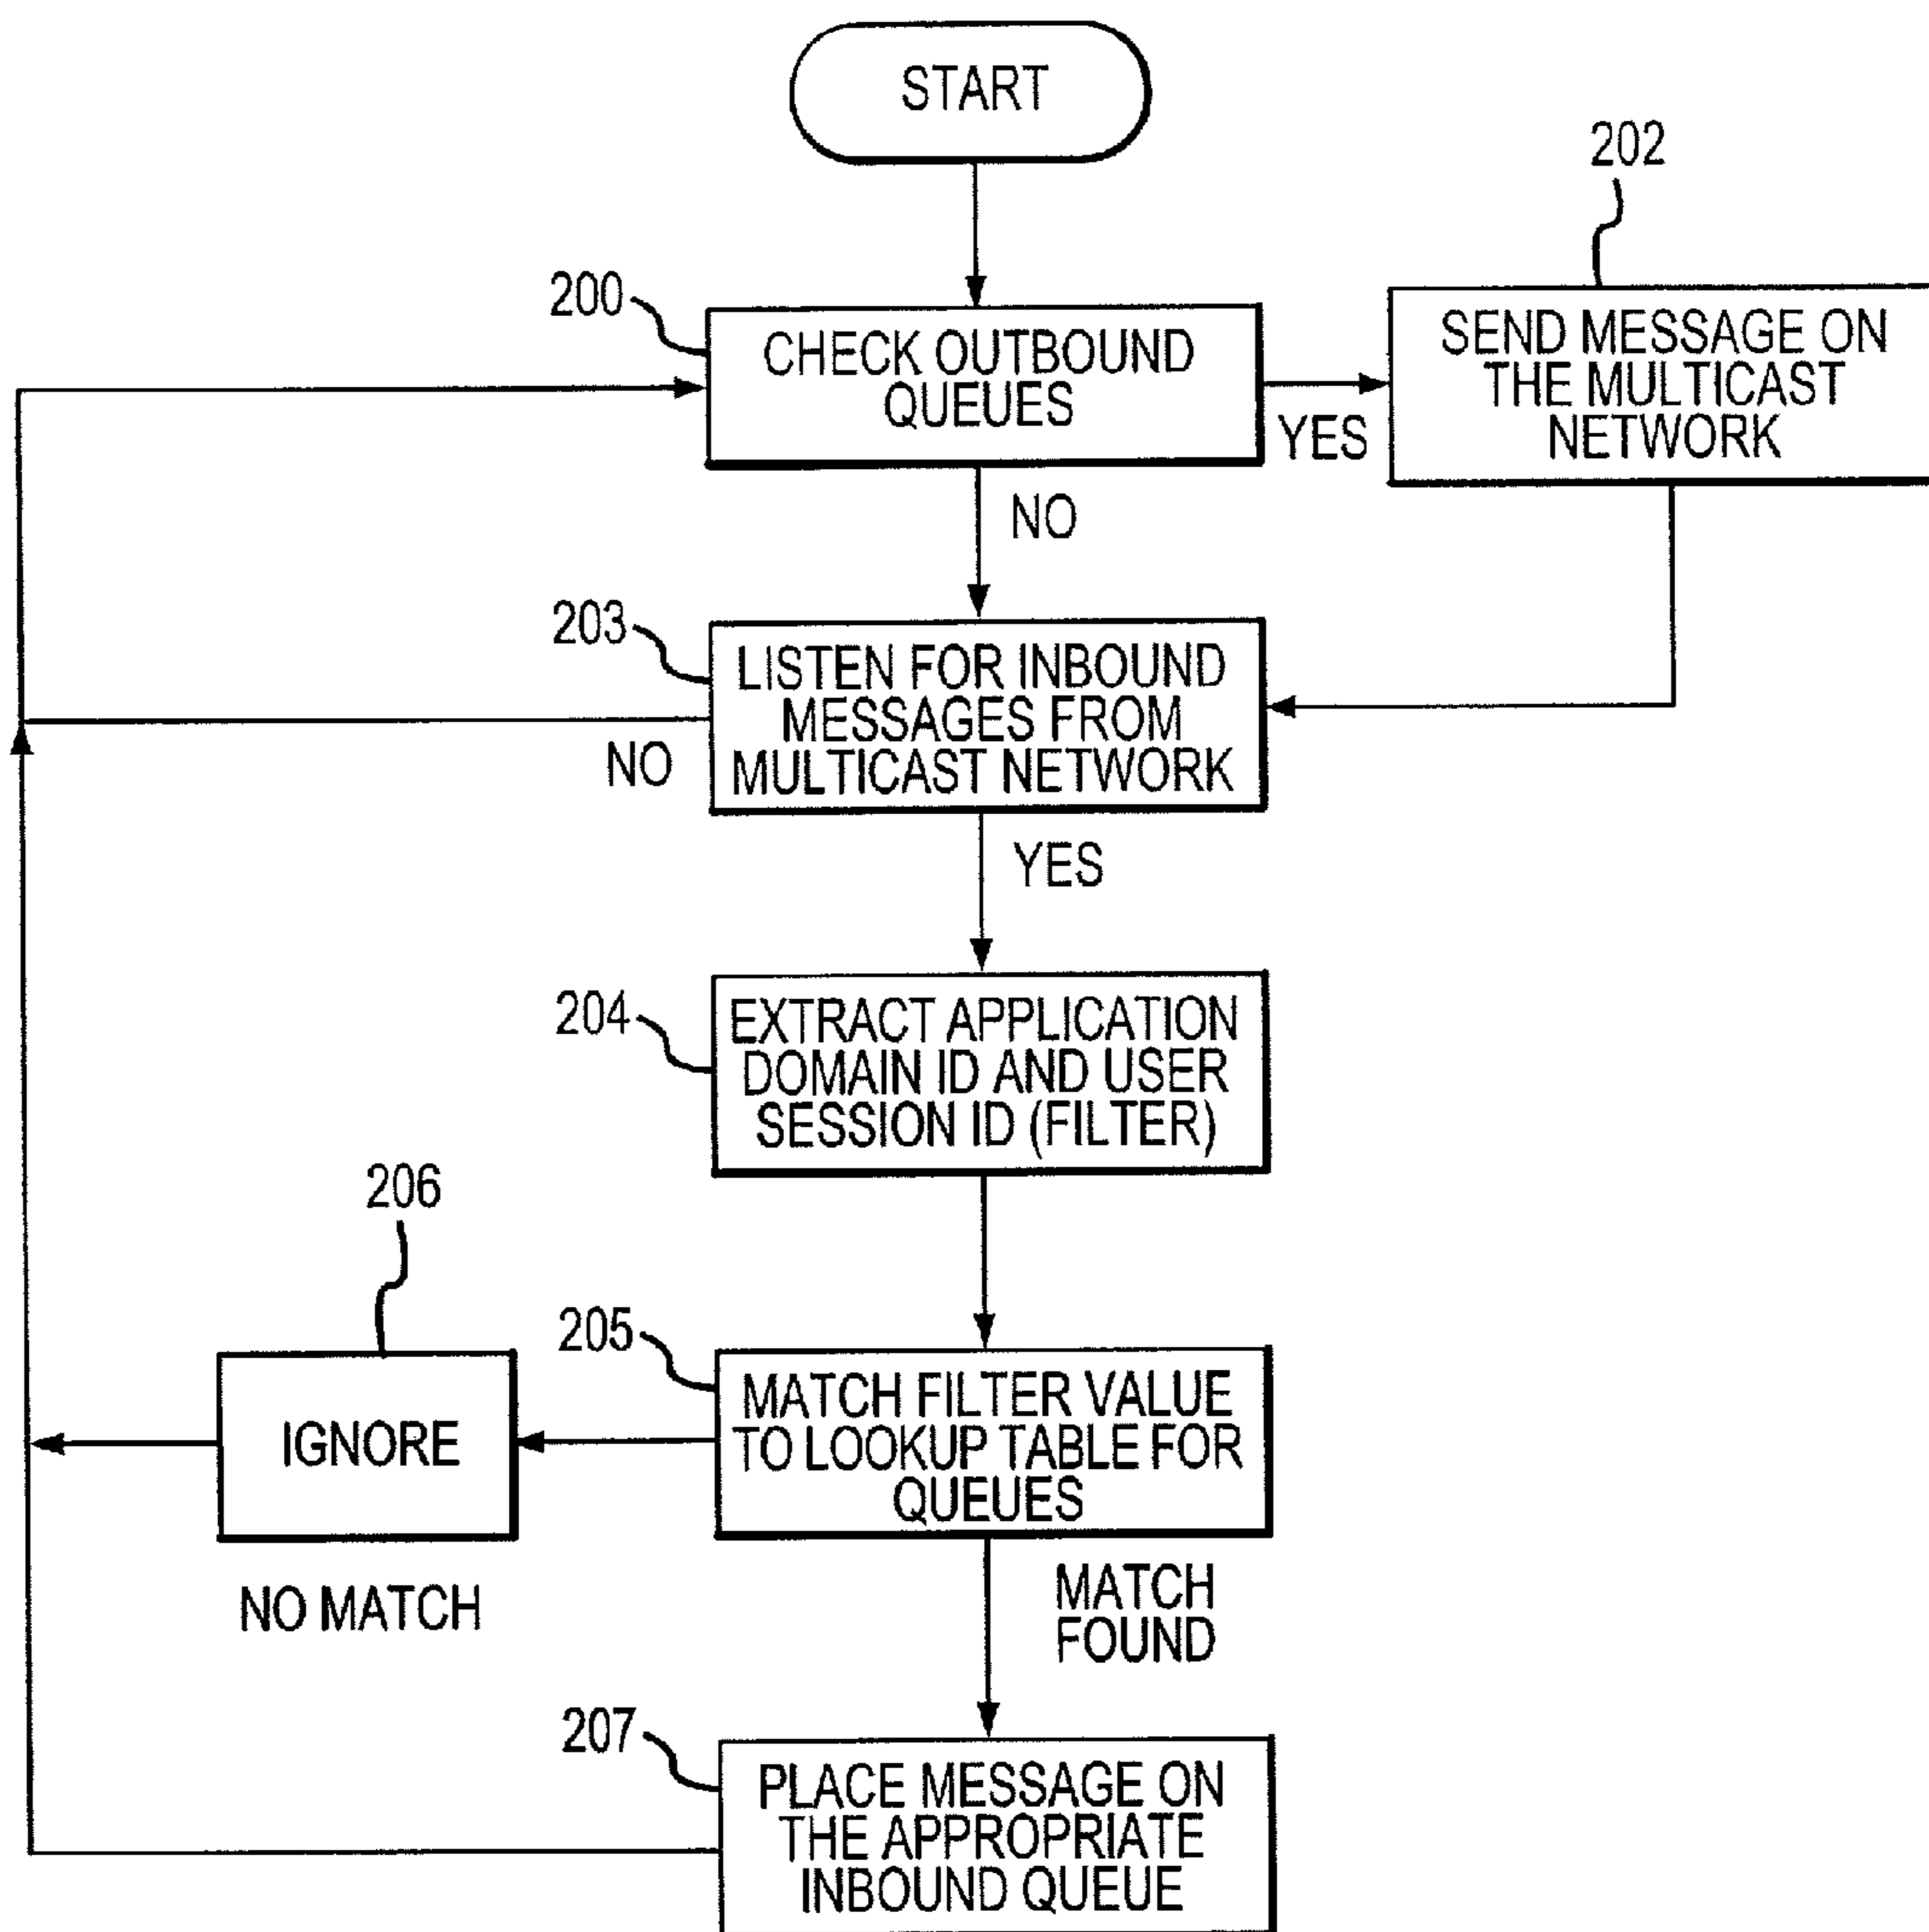 START
202
200
CHECK OUTBOUND
QUEUES
YES
SEND MESSAGE ON
THE MULTICAST
NETWORK
NO
203
LISTEN FOR INBOUND
MESSAGES FROM
MULTICAST NETWORK
NO
YES
204
EXTRACT APPLICATION
DOMAIN ID AND USER
SESSION ID (FILTER)
206
205
IGNORE
MATCH FILTER VALUE
TO LOOKUP TABLE FOR
QUEUES
NO MATCH
MATCH
FOUND
207
PLACE MESSAGE ON
THE APPROPRIATE
INBOUND QUEUE